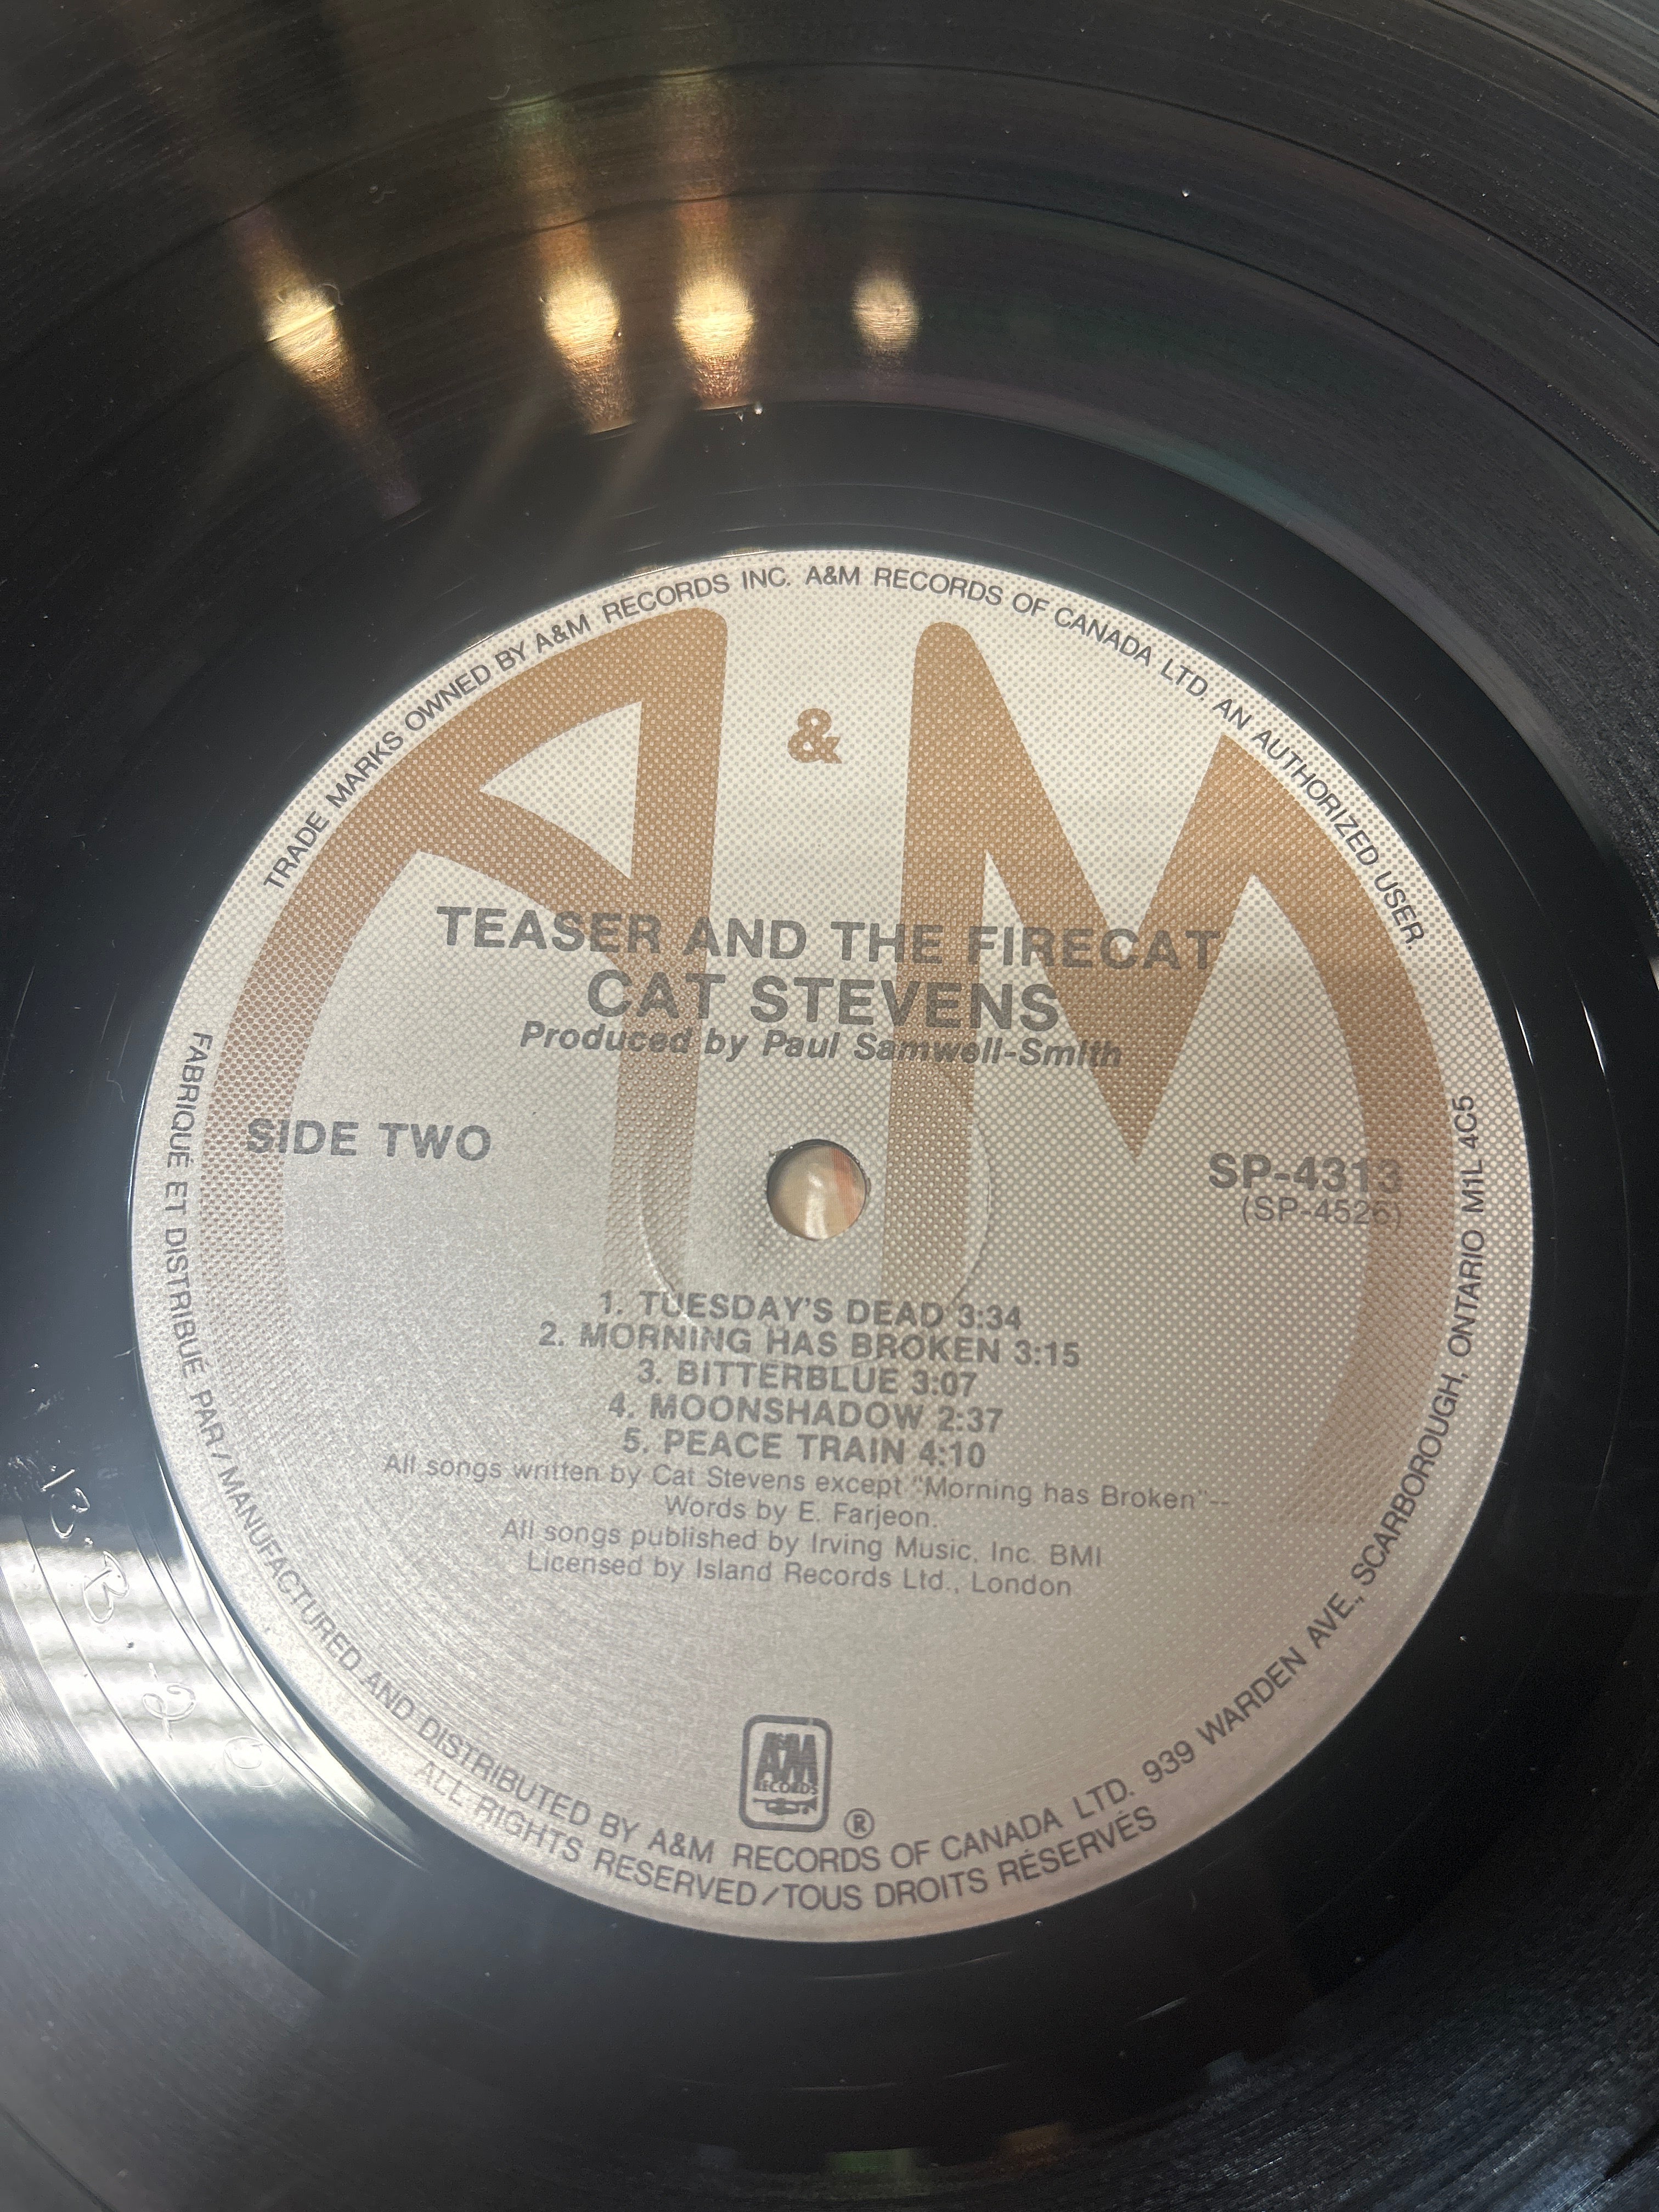 TRADE MARKS OWNED BY A&M RECORDS INC. A&M RECORDS OF CANADA LTD. AN AUTHORIZED USER
A & M
TEASER AND THE FIRECAT
CAT STEVENS
Produced by Paul Samwell-Smith
SIDE TWO
SP-4313
(SP-4526)
1. TUESDAY'S DEAD 3:34
2. MORNING HAS BROKEN 3:15
3. BITTERBLUE 3:07
4. MOONSHADOW 2:37
5. PEACE TRAIN 4:10
All songs written by Cat Stevens except "Morning has Broken"--
Words by E. Farjeon.
All songs published by Irving Music, Inc. BMI
Licensed by Island Records Ltd., London
A&M
RECORDS
®
FABRIQUÉ ET DISTRIBUÉ PAR / MANUFACTURED AND DISTRIBUTED BY A&M RECORDS OF CANADA LTD. 939 WARDEN AVE., SCARBOROUGH, ONTARIO M1L 4C5
ALL RIGHTS RESERVED/TOUS DROITS RÉSERVÉS